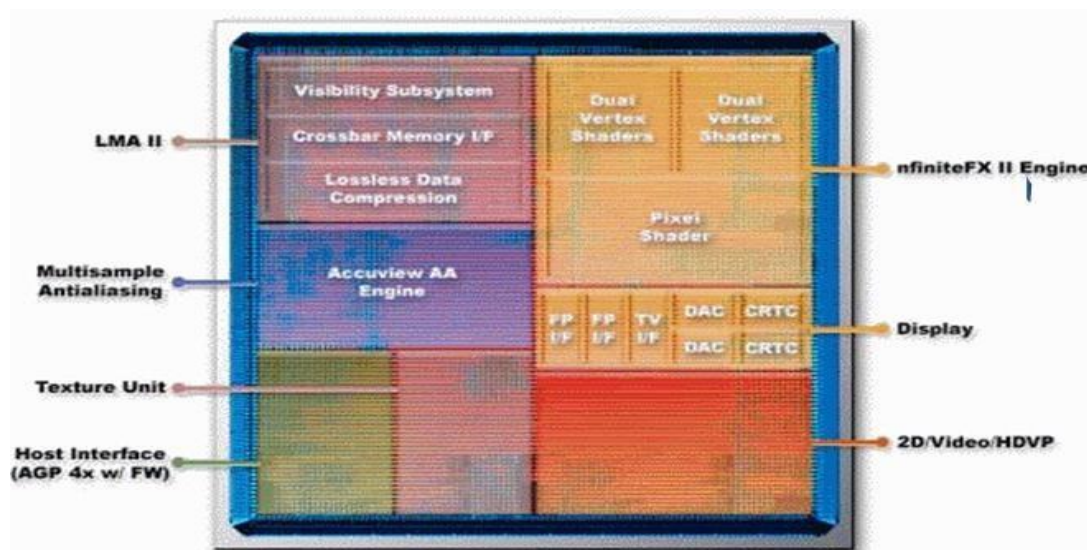 LMA II
Multisample
Antialiasing
Texture Unit
Host Interface
(AGP 4x w/ FW)
Visibility Subsystem
Crossbar Memory I/F
Lossless Data
Compression
Accuview AA
Engine
Dual
Vertex
Shaders
Dual
Vertex
Shaders
Pixel
Shader
FP
I/F
FP
I/F
TV
I/F
DAC
CRTC
DAC
CRTC
nfiniteFX II Engine
Display
2D/Video/HDVP